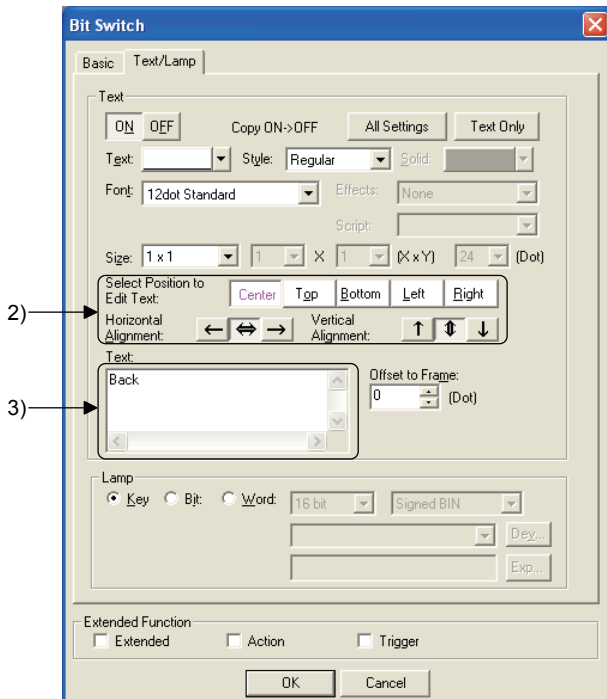 Bit Switch
Basic Text/Lamp
Text
ON OFF Copy ON->OFF All Settings Text Only
Text: Style: Regular Solid:
Font: 12dot Standard Effects: None
Script:
Size: 1 x 1 1 X 1 (X x Y) 24 (Dot)
Select Position to
Edit Text: Center Top Bottom Left Right
2)
Horizontal Vertical
Alignment: ← ⇔ → Alignment: ↑ ⇕ ↓
Text:
Back Offset to Frame:
0 (Dot)
3)
Lamp
Key Bit: Word: 16 bit Signed BIN
Dev...
Exp...
Extended Function
Extended Action Trigger
OK Cancel